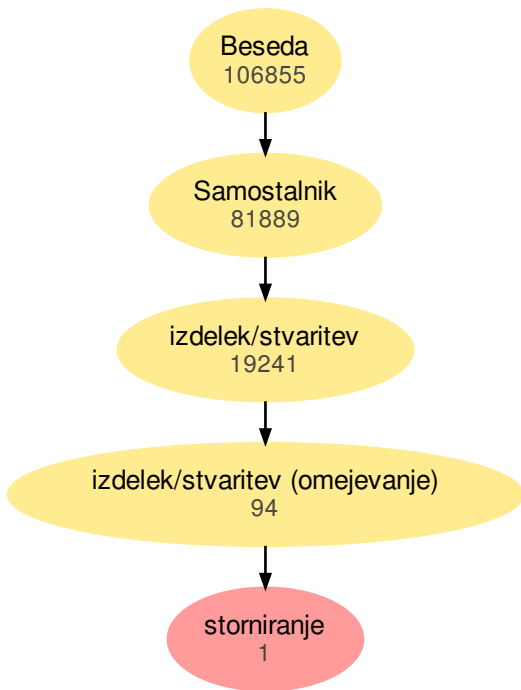 Beseda
106855
Samostalnik
81889
izdelek/stvaritev
19241
izdelek/stvaritev (omejevanje)
94
storniranje
1